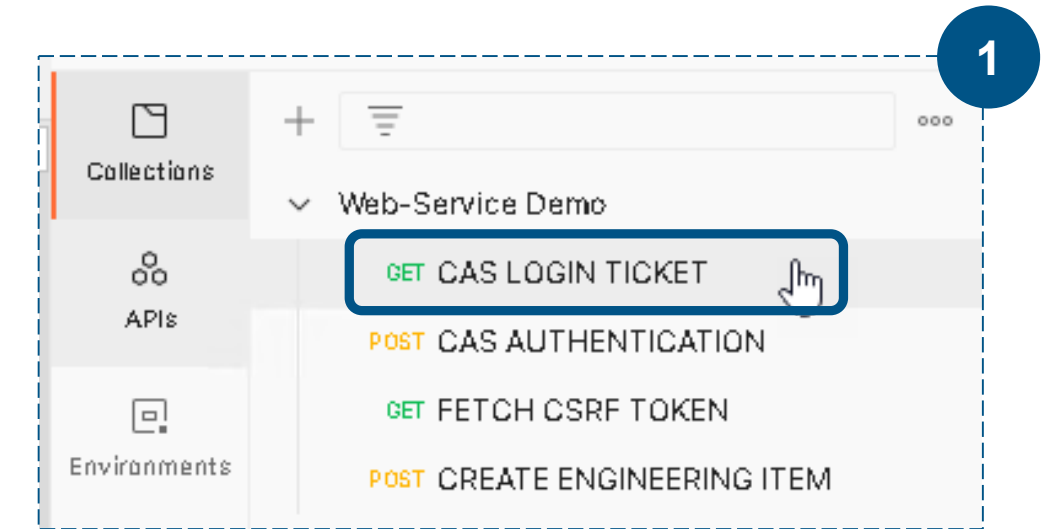 1
Collections
Web-Service Demo
GET CAS LOGIN TICKET
APIs
POST CAS AUTHENTICATION
GET FETCH CSRF TOKEN
Environments
POST CREATE ENGINEERING ITEM